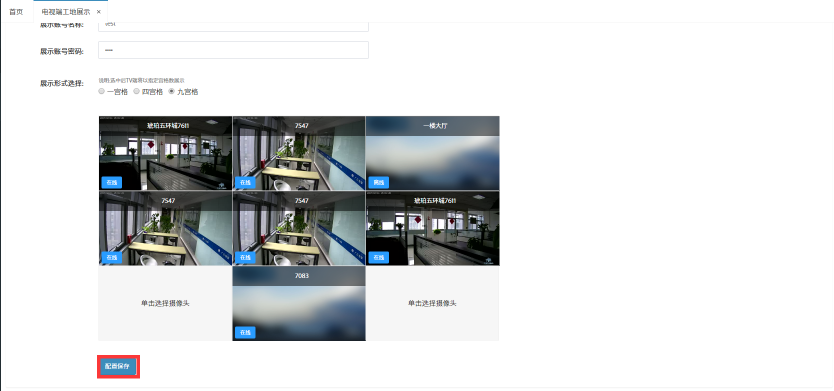 首页 电视端工地展示 ×
展示账号名称: test
展示账号密码:
展示形式选择: 说明:选中后TV端将以指定宫格数展示
一宫格 四宫格 九宫格
琥珀五环城7611 7547 一楼大厅
在线 在线 离线
7547 7547 琥珀五环城7611
在线 在线 在线
7083
单击选择摄像头 单击选择摄像头
在线
配置保存